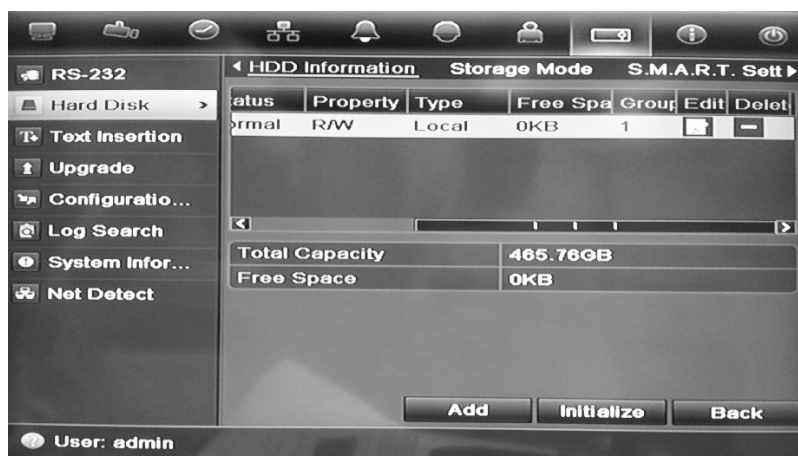 RS-232
Hard Disk >
Text Insertion
Upgrade
Configuratio...
Log Search
System Infor...
Net Detect
HDD Information Storage Mode S.M.A.R.T. Sett
atus Property Type Free Spa Group Edit Delet
ormal R/W Local 0KB 1
Total Capacity 465.76GB
Free Space 0KB
Add Initialize Back
User: admin